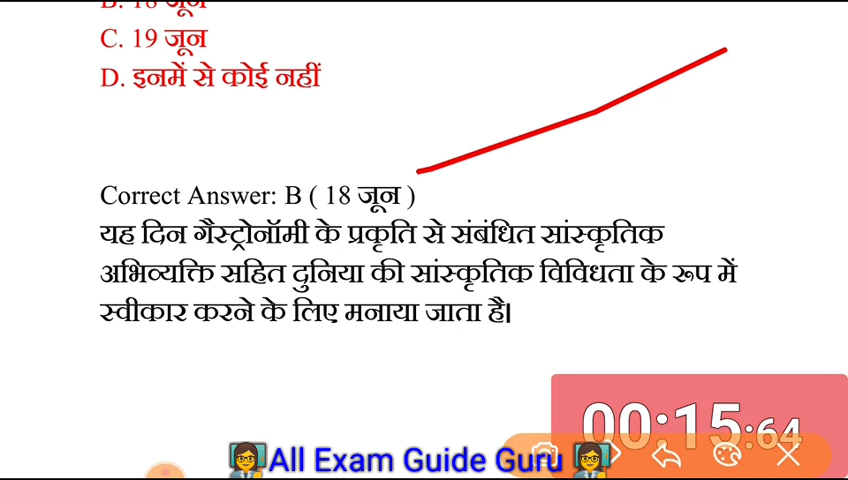 B. 18 जून
C. 19 जून
D. इनमें से कोई नहीं
Correct Answer: B ( 18 जून )
यह दिन गैस्ट्रोनॉमी के प्रकृति से संबंधित सांस्कृतिक
अभिव्यक्ति सहित दुनिया की सांस्कृतिक विविधता के रूप में
स्वीकार करने के लिए मनाया जाता है।
00:15:64
All Exam Guide Guru